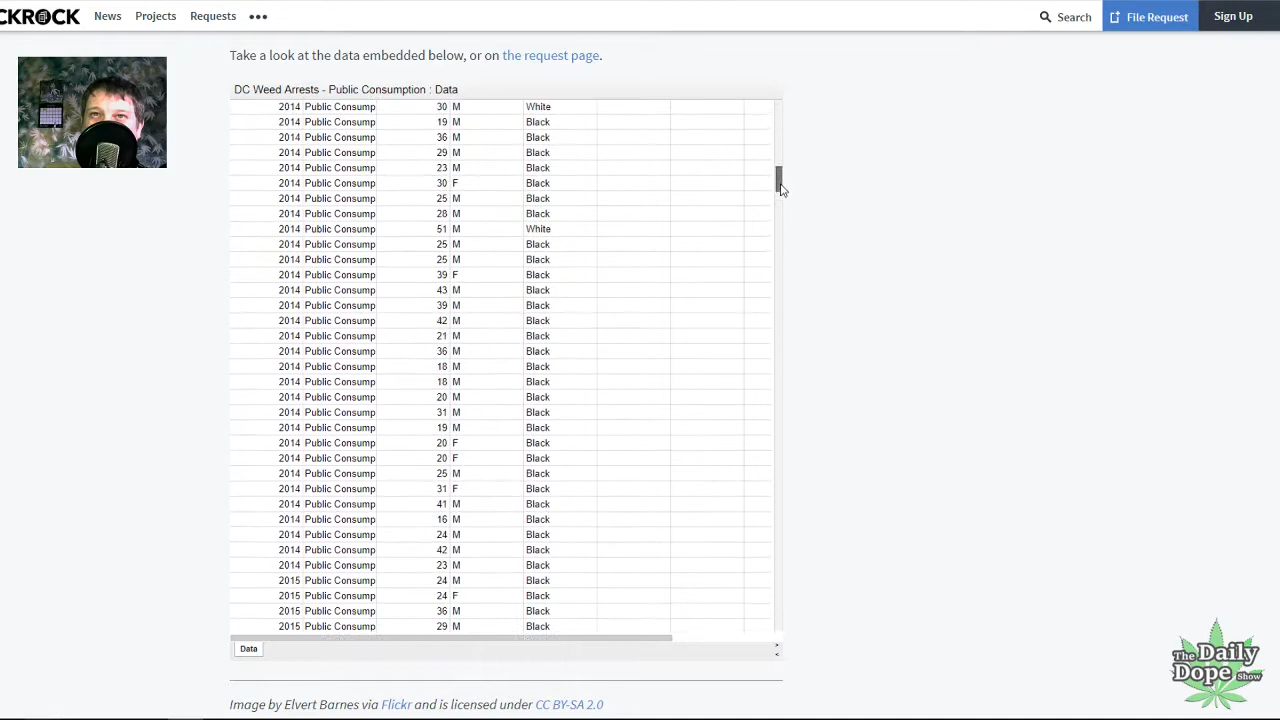 CKROCK News Projects Requests ••• Search File Request Sign Up
Take a look at the data embedded below, or on the request page.
DC Weed Arrests - Public Consumption : Data
2014 Public Consump 30 M White
2014 Public Consump 19 M Black
2014 Public Consump 36 M Black
2014 Public Consump 29 M Black
2014 Public Consump 23 M Black
2014 Public Consump 30 F Black
2014 Public Consump 25 M Black
2014 Public Consump 28 M Black
2014 Public Consump 51 M White
2014 Public Consump 25 M Black
2014 Public Consump 25 M Black
2014 Public Consump 39 F Black
2014 Public Consump 43 M Black
2014 Public Consump 39 M Black
2014 Public Consump 42 M Black
2014 Public Consump 21 M Black
2014 Public Consump 36 M Black
2014 Public Consump 18 M Black
2014 Public Consump 18 M Black
2014 Public Consump 20 M Black
2014 Public Consump 31 M Black
2014 Public Consump 19 M Black
2014 Public Consump 20 F Black
2014 Public Consump 20 F Black
2014 Public Consump 25 M Black
2014 Public Consump 31 F Black
2014 Public Consump 41 M Black
2014 Public Consump 16 M Black
2014 Public Consump 24 M Black
2014 Public Consump 42 M Black
2014 Public Consump 23 M Black
2015 Public Consump 24 M Black
2015 Public Consump 24 F Black
2015 Public Consump 36 M Black
2015 Public Consump 29 M Black
Data
Image by Elvert Barnes via Flickr and is licensed under CC BY-SA 2.0
The Daily
Dope Show